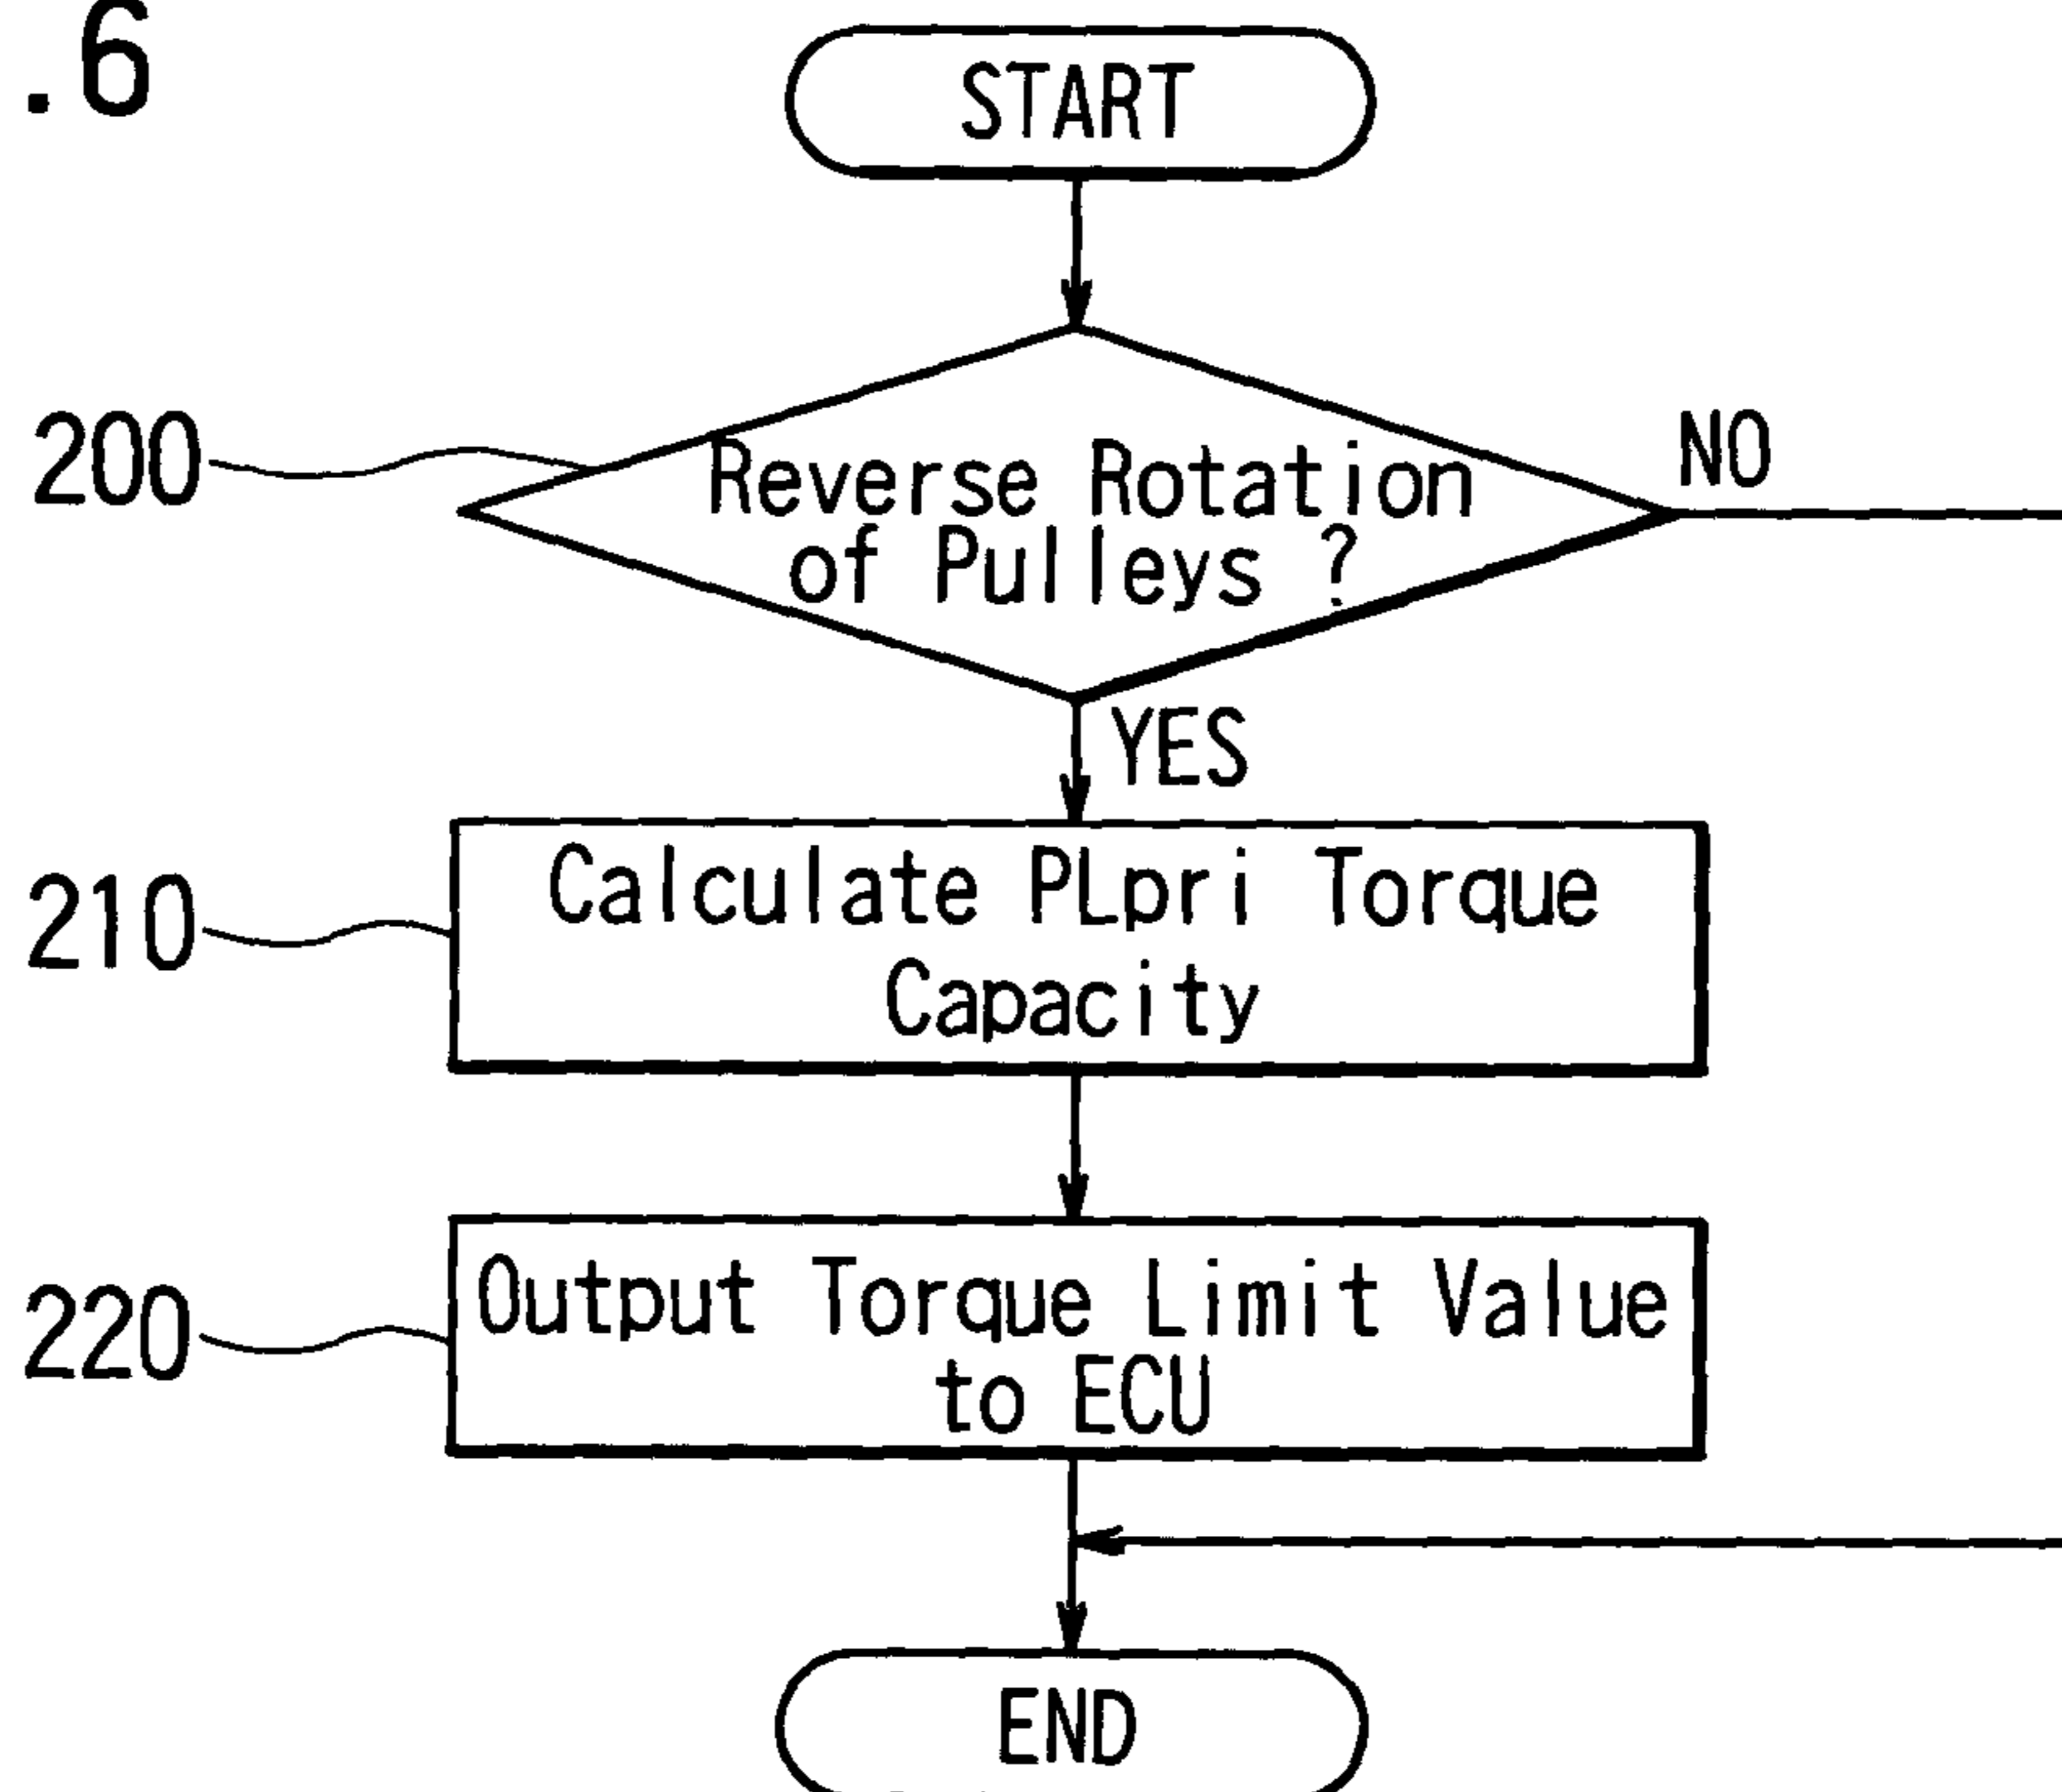 .6
START
200
Reverse Rotation
of Pulleys ?
NO
YES
210
Calculate PLpri Torque
Capacity
220
Output Torque Limit Value
to ECU
END